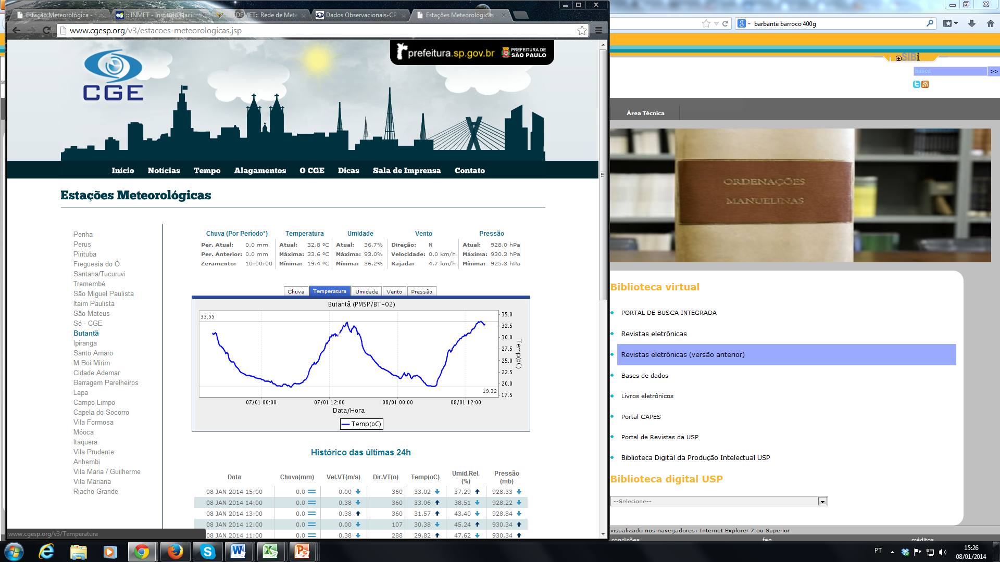 Estação Meteorológica -
:: INMET - Instituto Nacio
REDEMET:: Rede de Mete
Dados Observacionais-CP
Estações Meteorológicas
www.cgesp.org/v3/estacoes-meteorologicas.jsp
prefeitura.sp.gov.br
PREFEITURA DE
SÃO PAULO
CGE
Início Notícias Tempo Alagamentos O CGE Dicas Sala de Imprensa Contato
Estações Meteorológicas
Penha
Perus
Pirituba
Freguesia do Ó
Santana/Tucuruvi
Tremembé
São Miguel Paulista
Itaim Paulista
São Mateus
Sé - CGE
Butantã
Ipiranga
Santo Amaro
M Boi Mirim
Cidade Ademar
Barragem Parelheiros
Lapa
Campo Limpo
Capela do Socorro
Vila Formosa
Móoca
Itaquera
Vila Prudente
Anhembi
Vila Maria / Guilherme
Vila Mariana
Riacho Grande
Chuva (Por Período*) Temperatura Umidade Vento Pressão
Per. Atual: 0.0 mm Atual: 32.8 ºC Atual: 36.7% Direção: N Atual: 928.0 hPa
Per. Anterior: 0.0 mm Máxima: 33.6 ºC Máxima: 93.0% Velocidade: 0.0 km/h Máxima: 930.3 hPa
Zeramento: 10:00:00 Mínima: 19.4 ºC Mínima: 36.2% Rajada: 4.7 km/h Mínima: 925.3 hPa
Chuva Temperatura Umidade Vento Pressão
Butantã (PMSP/BT-02)
33.55
35.0
32.5
30.0
27.5
25.0
22.5
20.0
17.5
Temp(oC)
19.32
07/01 00:00 07/01 12:00 08/01 00:00 08/01 12:00
Data/Hora
Temp(oC)
Histórico das últimas 24h
Data Chuva(mm) Vel.VT(m/s) Dir.VT(o) Temp(oC) Umid.Rel. (%) Pressão (mb)
08 JAN 2014 15:00 0.0 0.00 360 33.02 37.29 928.33
08 JAN 2014 14:00 0.0 0.38 360 33.06 38.51 928.22
08 JAN 2014 13:00 0.0 0.38 360 31.57 43.40 928.84
08 JAN 2014 12:00 0.0 0.00 107 30.38 45.24 930.34
08 JAN 2014 11:00 0.0 0.38 288 29.82 47.62 930.34
www.cgesp.org/v3/Temperatura
barbante barroco 400g
SIBi
busca >>
Área Técnica
ORDENAÇÕES
MANUELINAS
Biblioteca virtual
PORTAL DE BUSCA INTEGRADA
Revistas eletrônicas
Revistas eletrônicas (versão anterior)
Bases de dados
Livros eletrônicos
Portal CAPES
Portal de Revistas da USP
Biblioteca Digital da Produção Intelectual USP
Biblioteca digital USP
--Selecione--
visualizado nos navegadores: Internet Explorer 7 ou Superior
condições faq créditos
PT
15:26
08/01/2014